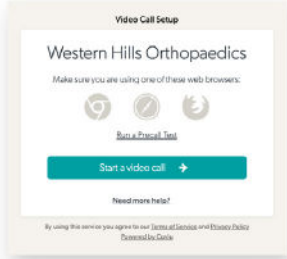 Video Call Setup
Western Hills Orthopaedics
Make sure you are using one of these web browsers:
Run a Precall Test
Start a video call
Need more help?
By using this service you agree to our Terms of Service and Privacy Policy
Powered by